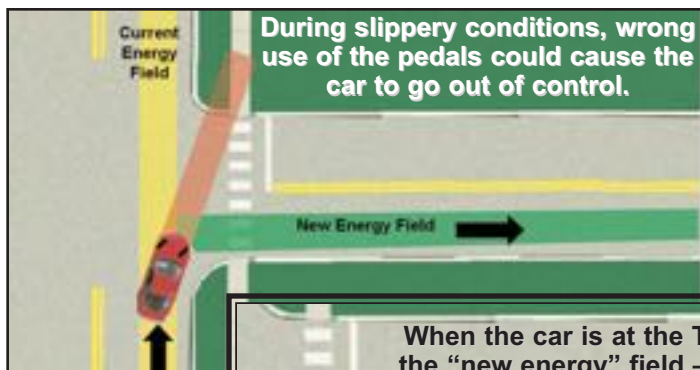 During slippery conditions, wrong
use of the pedals could cause the
car to go out of control.
Current
Energy
Field
New Energy Field
When the car is at the T
the “new energy” field -